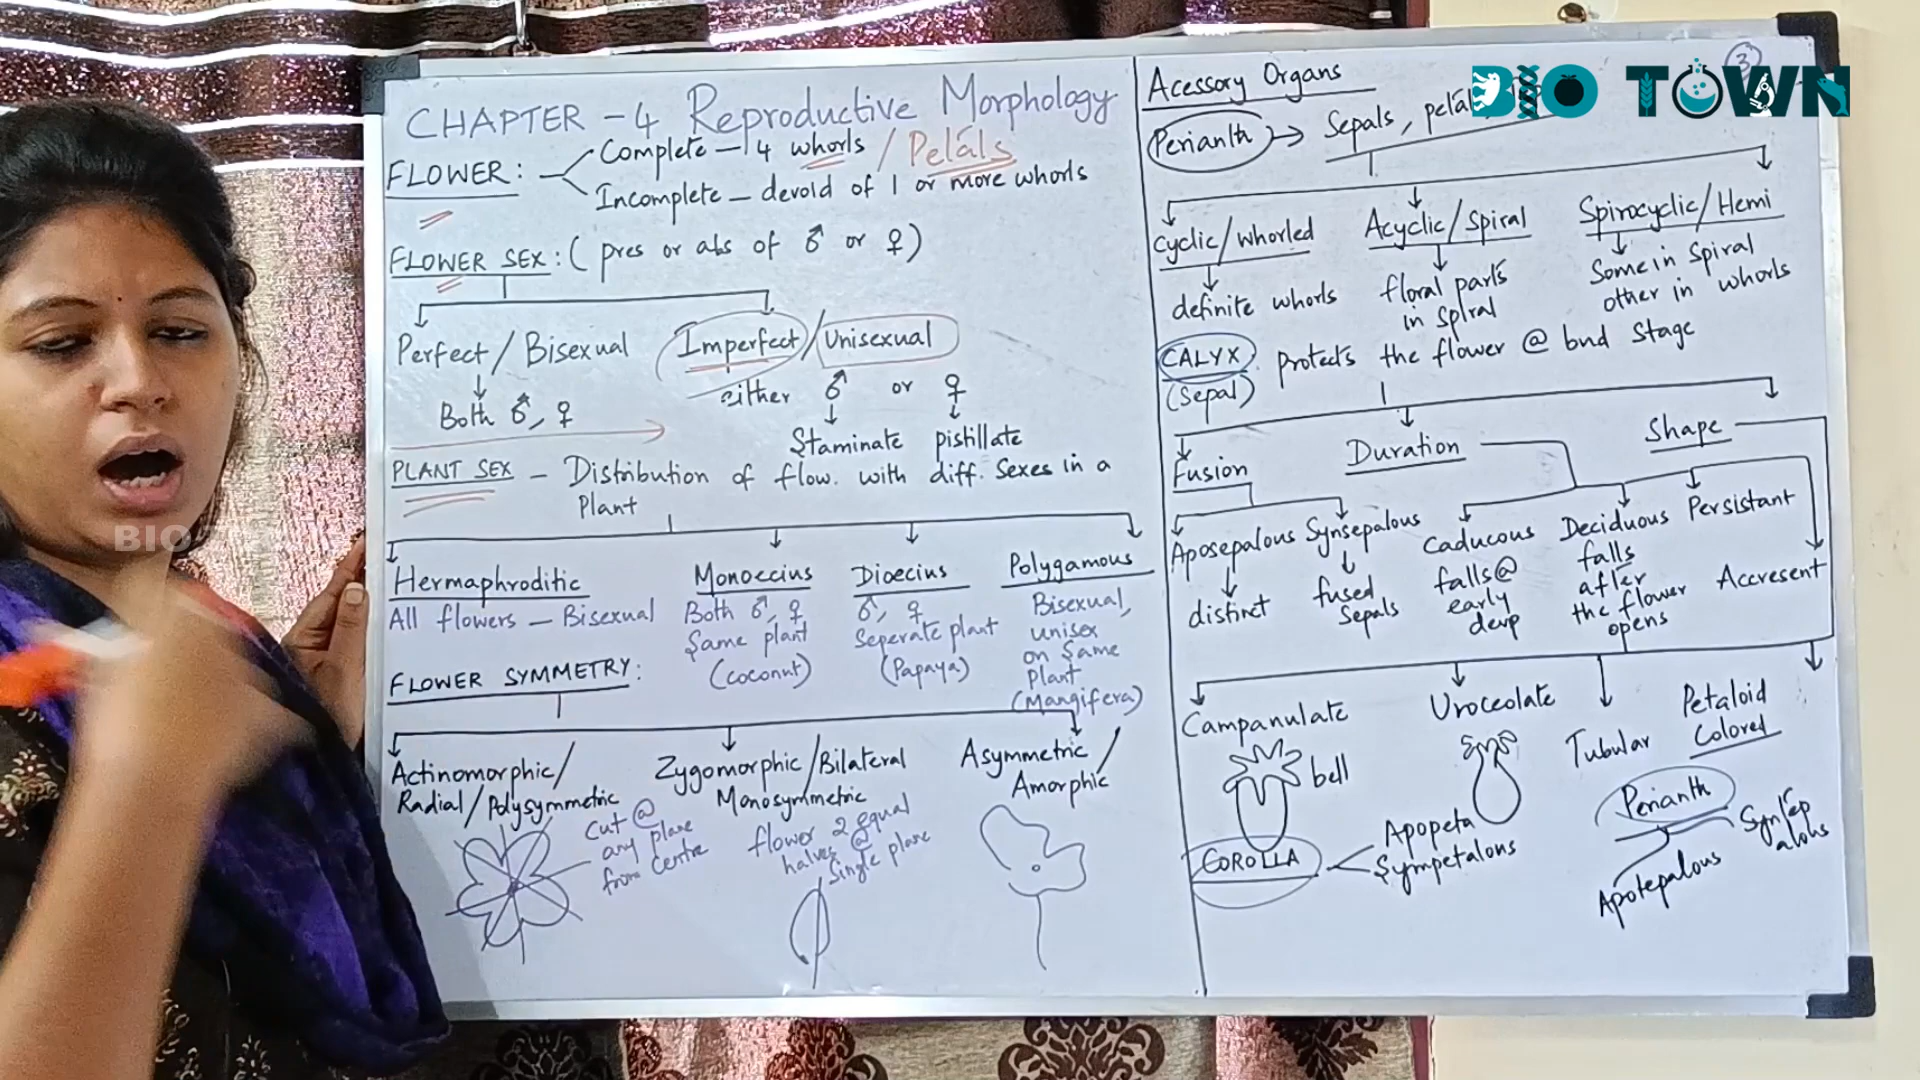 CHAPTER - 4 Reproductive Morphology
FLOWER :
Complete - 4 whorls / Petals
Incomplete - devoid of 1 or more whorls
FLOWER SEX : ( pres or abs of ♂ or ♀ )
Perfect / Bisexual
Both ♂, ♀
Imperfect / Unisexual
either ♂ or ♀
Staminate pistillate
PLANT SEX - Distribution of flow. with diff. sexes in a
Plant
Hermaphroditic
All flowers - Bisexual
Monoecius
Both ♂, ♀
Same plant
(coconut)
Dioecius
♂, ♀
Seperate plant
(Papaya)
Polygamous
Bisexual,
unisex
on same
plant
(Mangifera)
FLOWER SYMMETRY :
Actinomorphic /
Radial / Polysymmetric
Cut @
any plane
from centre
Zygomorphic / Bilateral
Monosymmetric
flower 2 equal
halves @
Single plane
Asymmetric /
Amorphic
Acessory Organs
3
BIO TOWN
Perianth → Sepals,
Cyclic / Whorled
definite whorls
Acyclic / Spiral
floral parts
in spiral
Spirocyclic / Hemi
Some in spiral
other in whorls
CALYX protects the flower @ bud stage
(Sepal)
Fusion
Duration
Shape
Aposepalous
distinct
Synsepalous
fused
sepals
Caducous
falls @
early
devp
Deciduous
falls
after
the flower
opens
Persistant
Accresent
Campanulate
bell
Urceolate
Tubular
Petaloid
Colored
COROLLA
Apopeta
Sympetalous
Perianth
Apotepalous
Syntep
alous